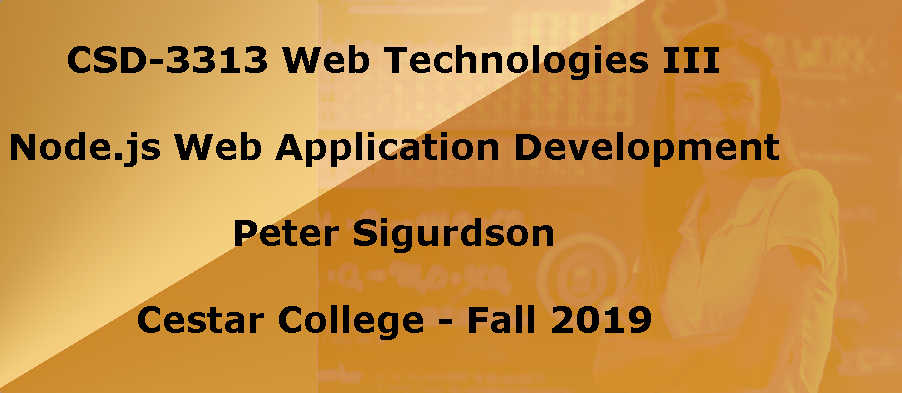 CSD-3313 Web Technologies III
Node.js Web Application Development
Peter Sigurdson
Cestar College - Fall 2019